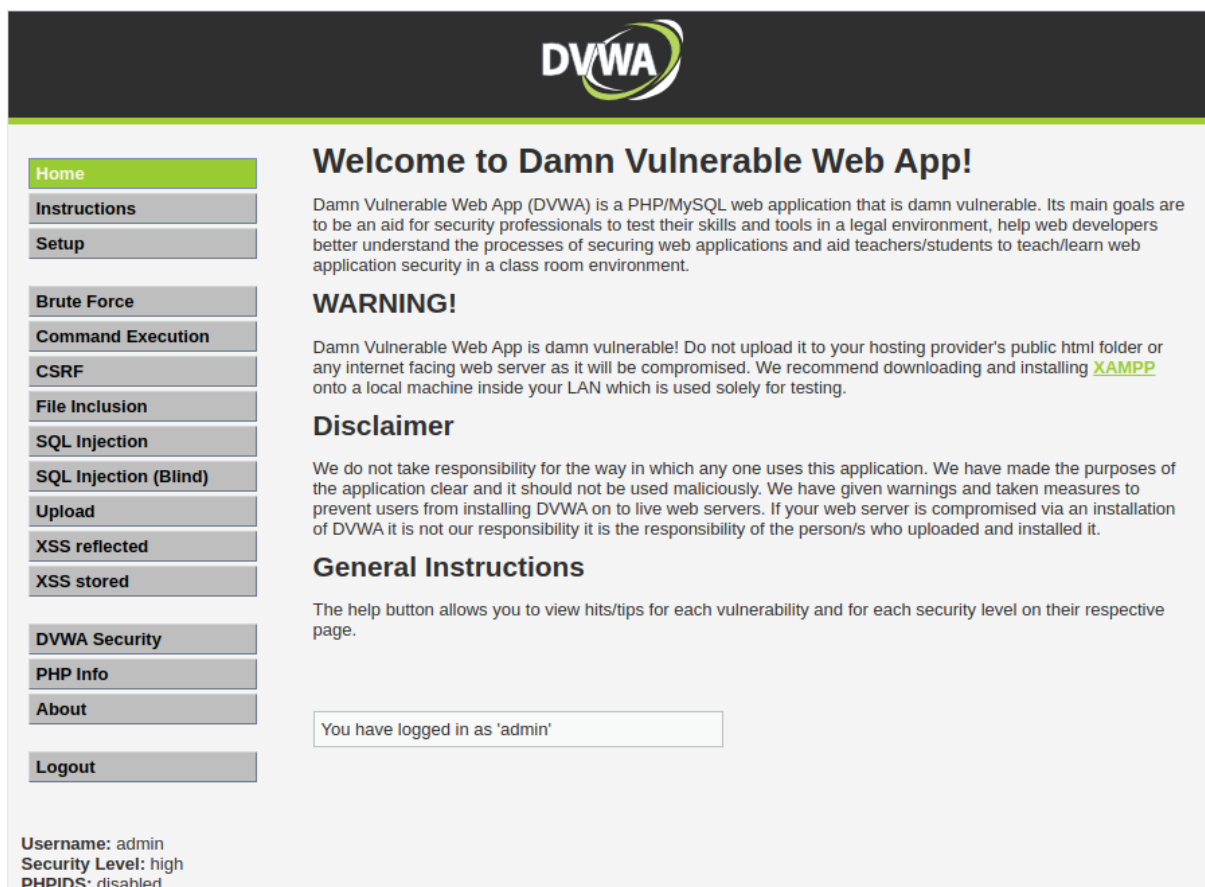 DVWA
Home
Instructions
Setup
Brute Force
Command Execution
CSRF
File Inclusion
SQL Injection
SQL Injection (Blind)
Upload
XSS reflected
XSS stored
DVWA Security
PHP Info
About
Logout
Username: admin
Security Level: high
PHPIDS: disabled
Welcome to Damn Vulnerable Web App!
Damn Vulnerable Web App (DVWA) is a PHP/MySQL web application that is damn vulnerable. Its main goals are
to be an aid for security professionals to test their skills and tools in a legal environment, help web developers
better understand the processes of securing web applications and aid teachers/students to teach/learn web
application security in a class room environment.
WARNING!
Damn Vulnerable Web App is damn vulnerable! Do not upload it to your hosting provider's public html folder or
any internet facing web server as it will be compromised. We recommend downloading and installing XAMPP
onto a local machine inside your LAN which is used solely for testing.
Disclaimer
We do not take responsibility for the way in which any one uses this application. We have made the purposes of
the application clear and it should not be used maliciously. We have given warnings and taken measures to
prevent users from installing DVWA on to live web servers. If your web server is compromised via an installation
of DVWA it is not our responsibility it is the responsibility of the person/s who uploaded and installed it.
General Instructions
The help button allows you to view hits/tips for each vulnerability and for each security level on their respective
page.
You have logged in as 'admin'